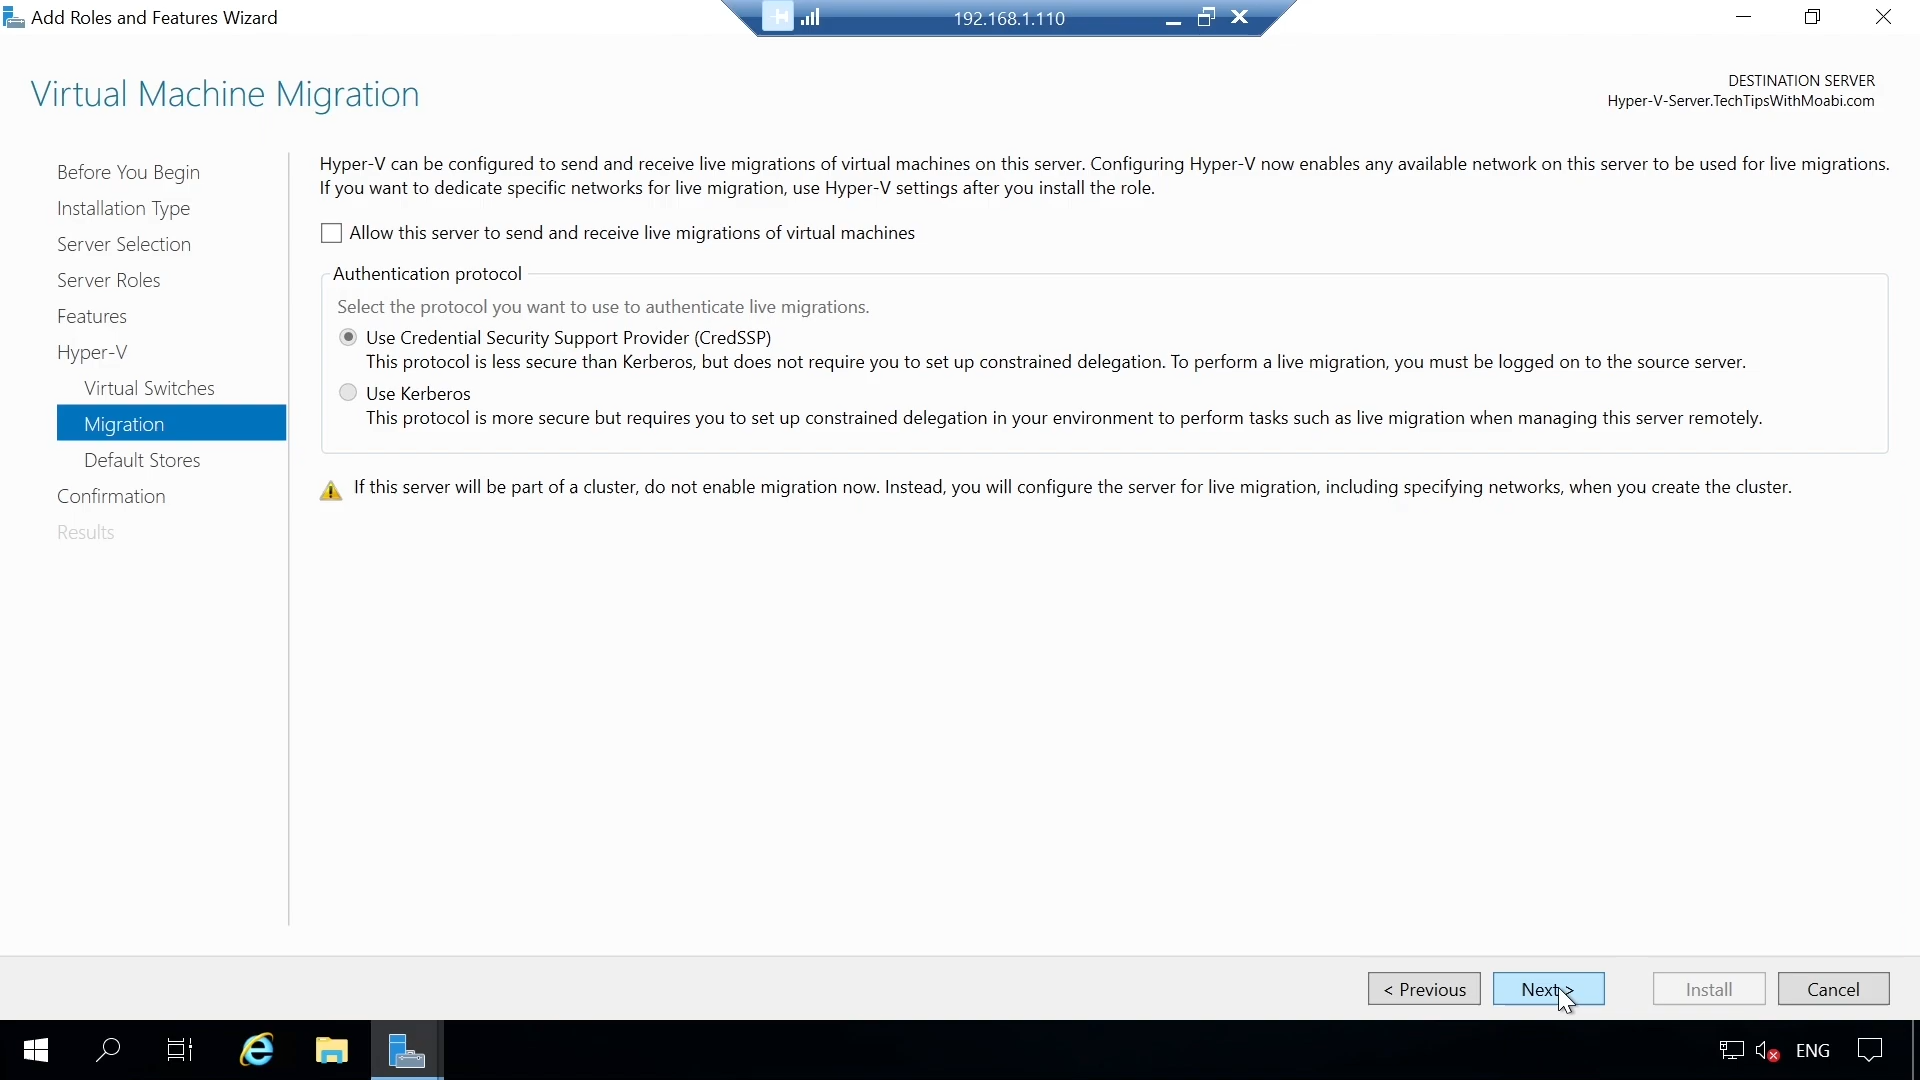 Add Roles and Features Wizard
192.168.1.110
Virtual Machine Migration
DESTINATION SERVER
Hyper-V-Server.TechTipsWithMoabi.com
Before You Begin
Installation Type
Server Selection
Server Roles
Features
Hyper-V
Virtual Switches
Migration
Default Stores
Confirmation
Results
Hyper-V can be configured to send and receive live migrations of virtual machines on this server. Configuring Hyper-V now enables any available network on this server to be used for live migrations.
If you want to dedicate specific networks for live migration, use Hyper-V settings after you install the role.
Allow this server to send and receive live migrations of virtual machines
Authentication protocol
Select the protocol you want to use to authenticate live migrations.
Use Credential Security Support Provider (CredSSP)
This protocol is less secure than Kerberos, but does not require you to set up constrained delegation. To perform a live migration, you must be logged on to the source server.
Use Kerberos
This protocol is more secure but requires you to set up constrained delegation in your environment to perform tasks such as live migration when managing this server remotely.
If this server will be part of a cluster, do not enable migration now. Instead, you will configure the server for live migration, including specifying networks, when you create the cluster.
< Previous
Next >
Install
Cancel
ENG